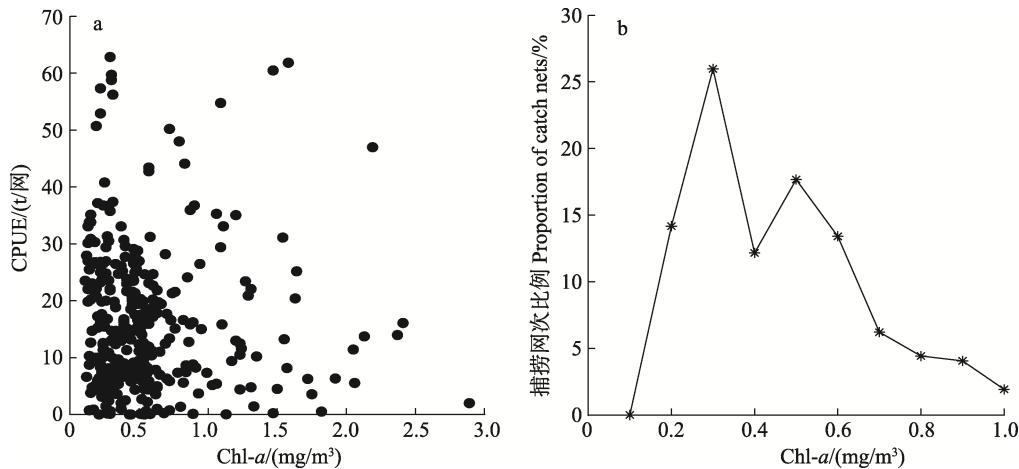 a
70
60
50
40
30
20
10
0
CPUE/(t/网)
0 0.5 1.0 1.5 2.0 2.5 3.0
Chl-a/(mg/m³)
b
30
25
20
15
10
5
0
捕捞网次比例 Proportion of catch nets/%
0 0.2 0.4 0.6 0.8 1.0
Chl-a/(mg/m³)